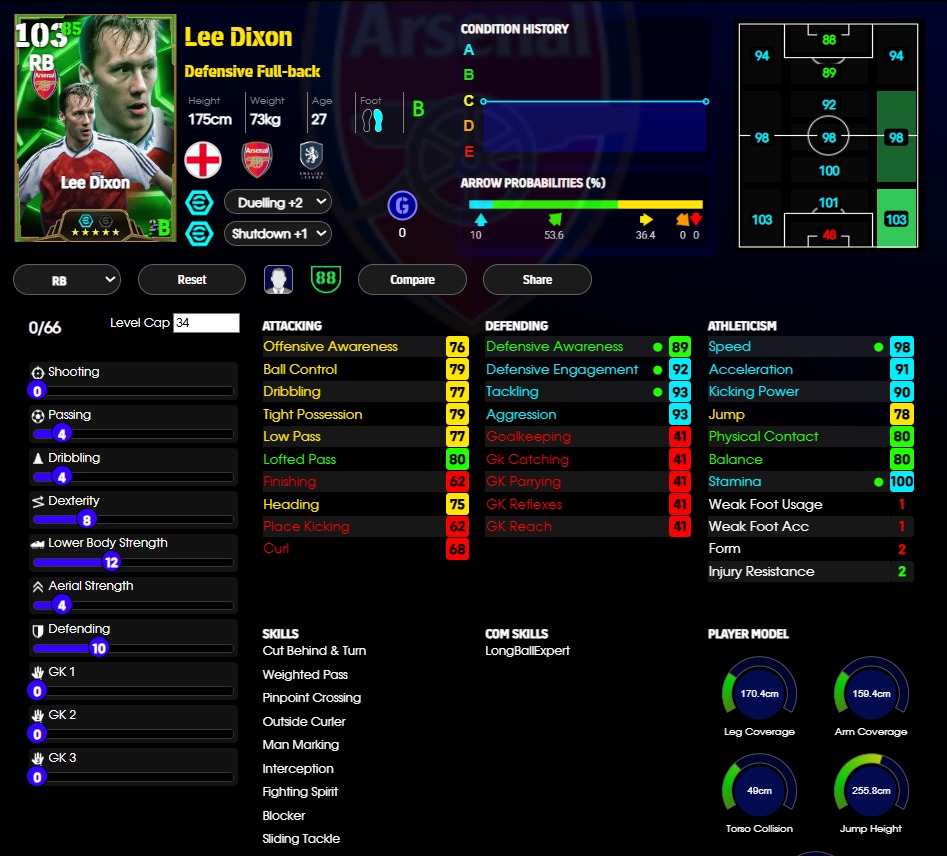 103 85
RB
Arsenal
Lee Dixon
B
Lee Dixon
Defensive Full-back
Height
175cm
Weight
73kg
Age
27
Foot
B
Arsenal
ENGLISH LEAGUE
Duelling +2
Shutdown +1
G
0
Arsenal
CONDITION HISTORY
A
B
C
D
E
ARROW PROBABILITIES (%)
10 53.6 36.4 0 0
94 88 94
89
92
98 98 98
100
101
103 103
48
RB
Reset
88
Compare
Share
0/66
Level Cap 34
Shooting
0
Passing
4
Dribbling
4
Dexterity
8
Lower Body Strength
12
Aerial Strength
4
Defending
10
GK 1
0
GK 2
0
GK 3
0
ATTACKING
Offensive Awareness 76
Ball Control 79
Dribbling 77
Tight Possession 79
Low Pass 77
Lofted Pass 80
Finishing 62
Heading 75
Place Kicking 62
Curl 68
DEFENDING
Defensive Awareness 89
Defensive Engagement 92
Tackling 93
Aggression 93
Goalkeeping 41
Gk Catching 41
GK Parrying 41
GK Reflexes 41
GK Reach 41
ATHLETICISM
Speed 98
Acceleration 91
Kicking Power 90
Jump 78
Physical Contact 80
Balance 80
Stamina 100
Weak Foot Usage 1
Weak Foot Acc 1
Form 2
Injury Resistance 2
SKILLS
Cut Behind & Turn
Weighted Pass
Pinpoint Crossing
Outside Curler
Man Marking
Interception
Fighting Spirit
Blocker
Sliding Tackle
COM SKILLS
LongBallExpert
PLAYER MODEL
170.4cm
Leg Coverage
159.4cm
Arm Coverage
49cm
Torso Collision
255.8cm
Jump Height